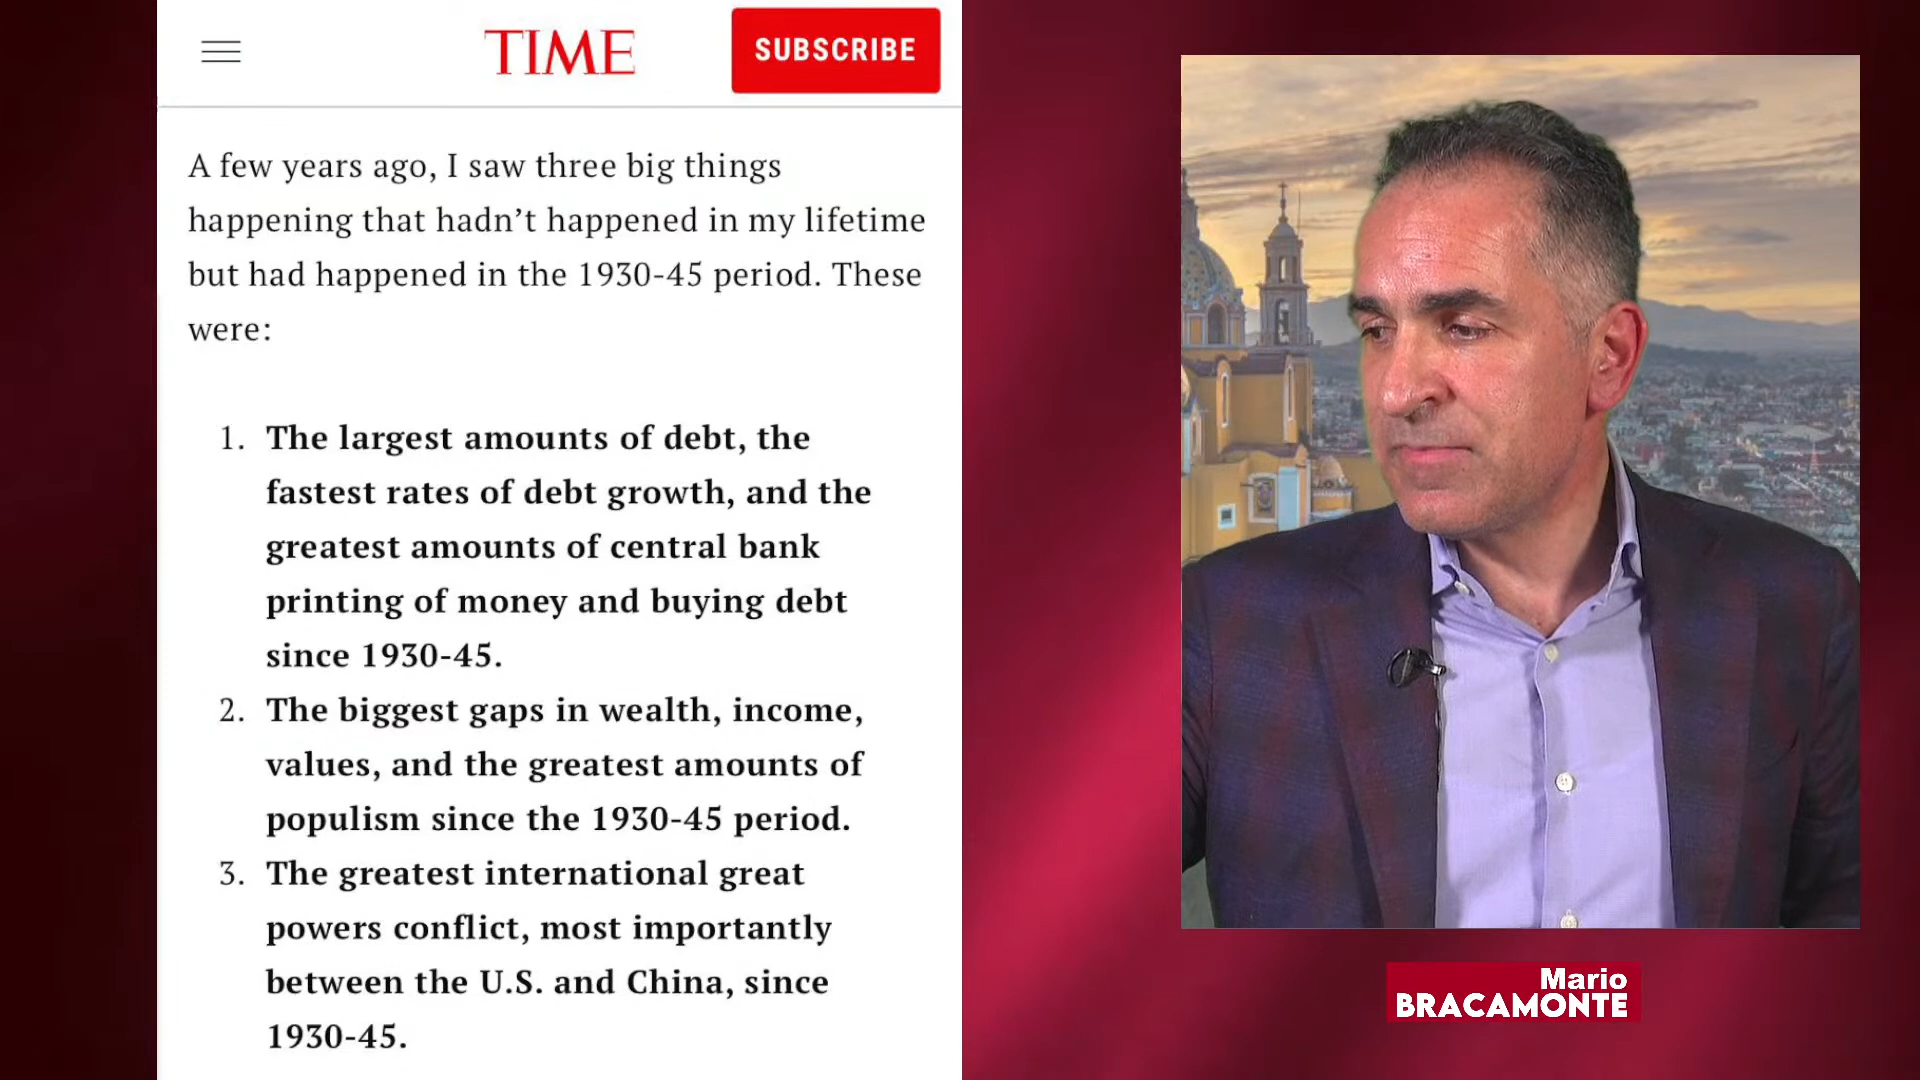 TIME
SUBSCRIBE
A few years ago, I saw three big things
happening that hadn’t happened in my lifetime
but had happened in the 1930-45 period. These
were:
1. The largest amounts of debt, the
fastest rates of debt growth, and the
greatest amounts of central bank
printing of money and buying debt
since 1930-45.
2. The biggest gaps in wealth, income,
values, and the greatest amounts of
populism since the 1930-45 period.
3. The greatest international great
powers conflict, most importantly
between the U.S. and China, since
1930-45.
Mario
BRACAMONTE